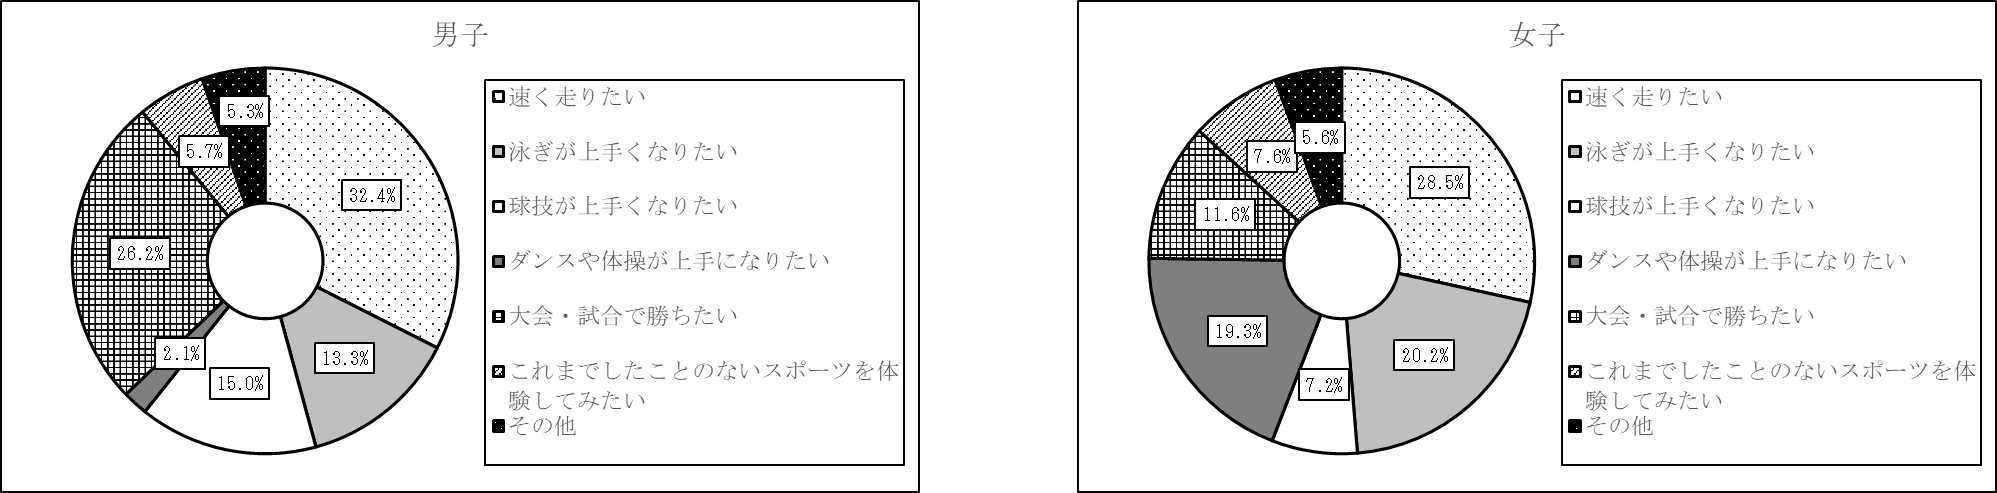 男子
5.3%
5.7%
32.4%
26.2%
2.1%
13.3%
15.0%
速く走りたい
泳ぎが上手くなりたい
球技が上手くなりたい
ダンスや体操が上手になりたい
大会・試合で勝ちたい
これまでしたことのないスポーツを体
験してみたい
その他
女子
5.6%
7.6%
28.5%
11.6%
19.3%
20.2%
7.2%
速く走りたい
泳ぎが上手くなりたい
球技が上手くなりたい
ダンスや体操が上手になりたい
大会・試合で勝ちたい
これまでしたことのないスポーツを体
験してみたい
その他